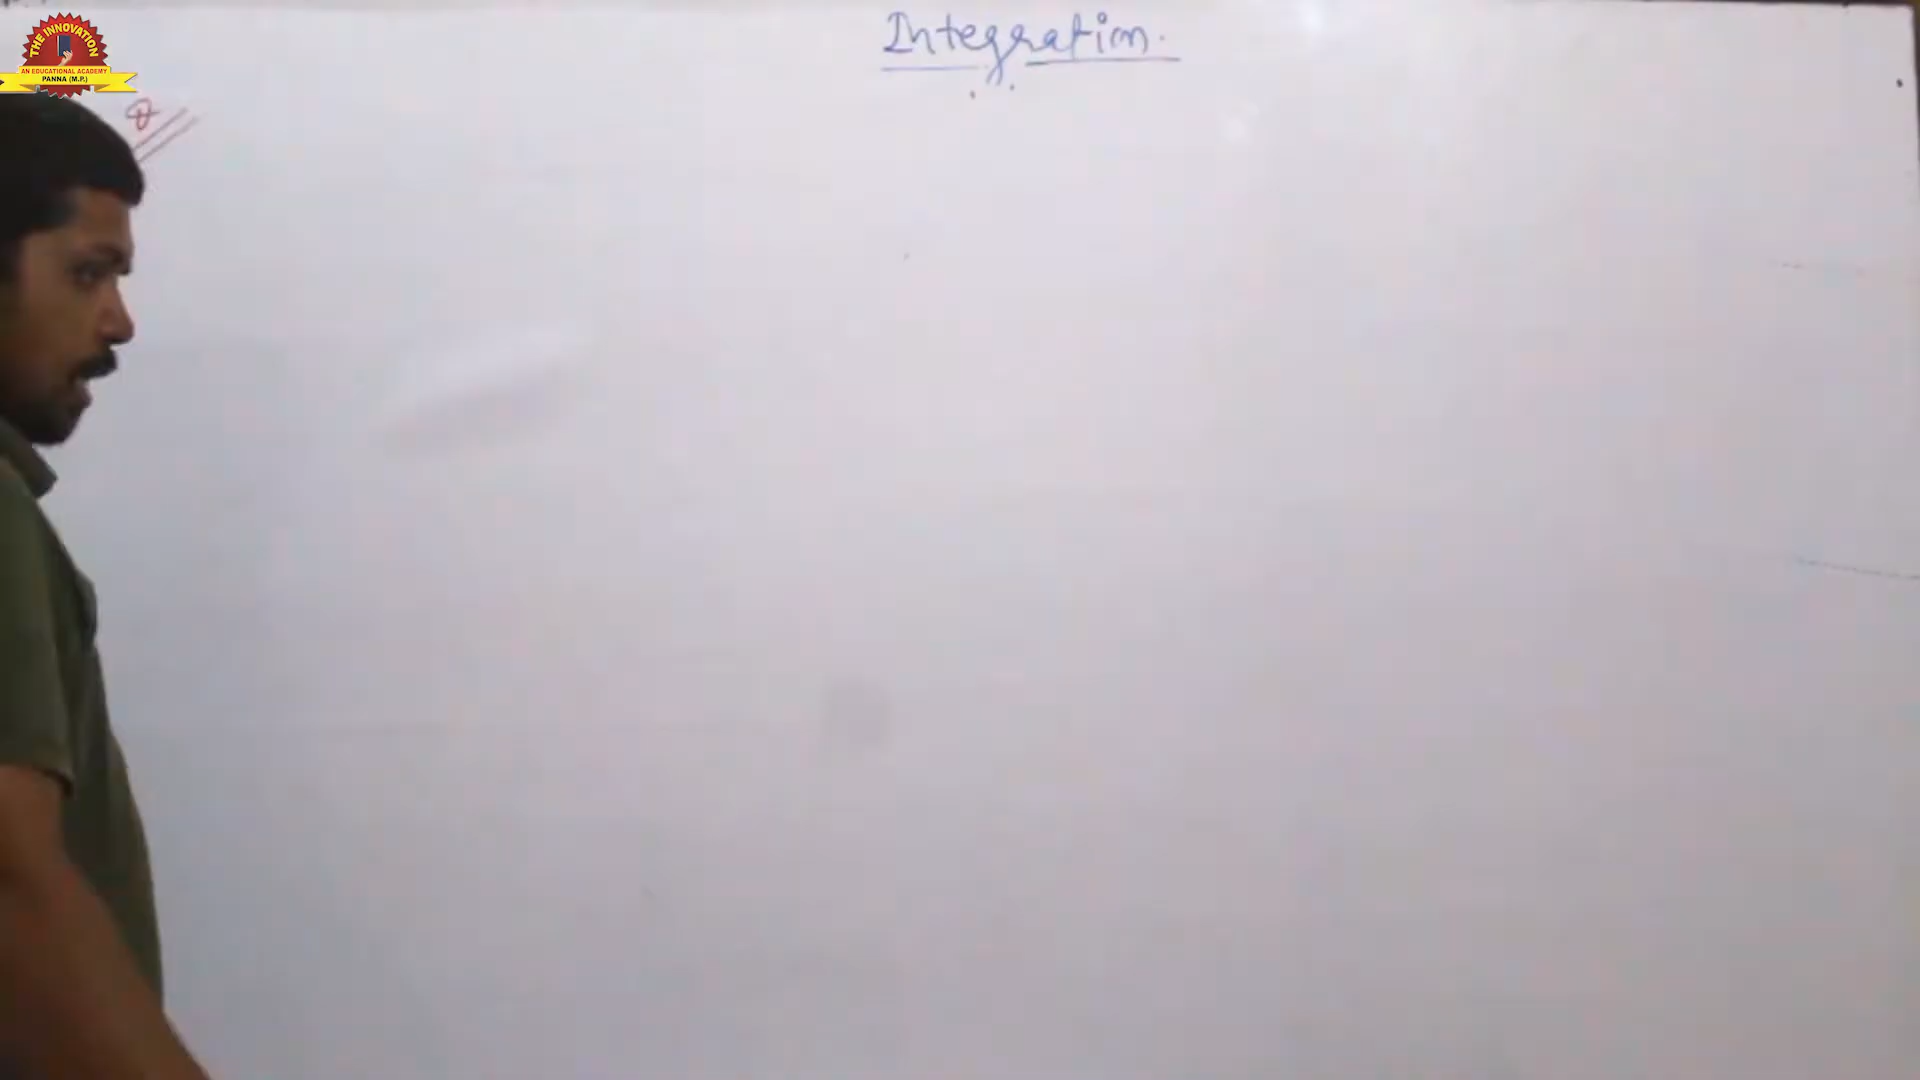 THE INNOVATION
AN EDUCATIONAL ACADEMY
PANNA (M.P.)
Integration.
Q